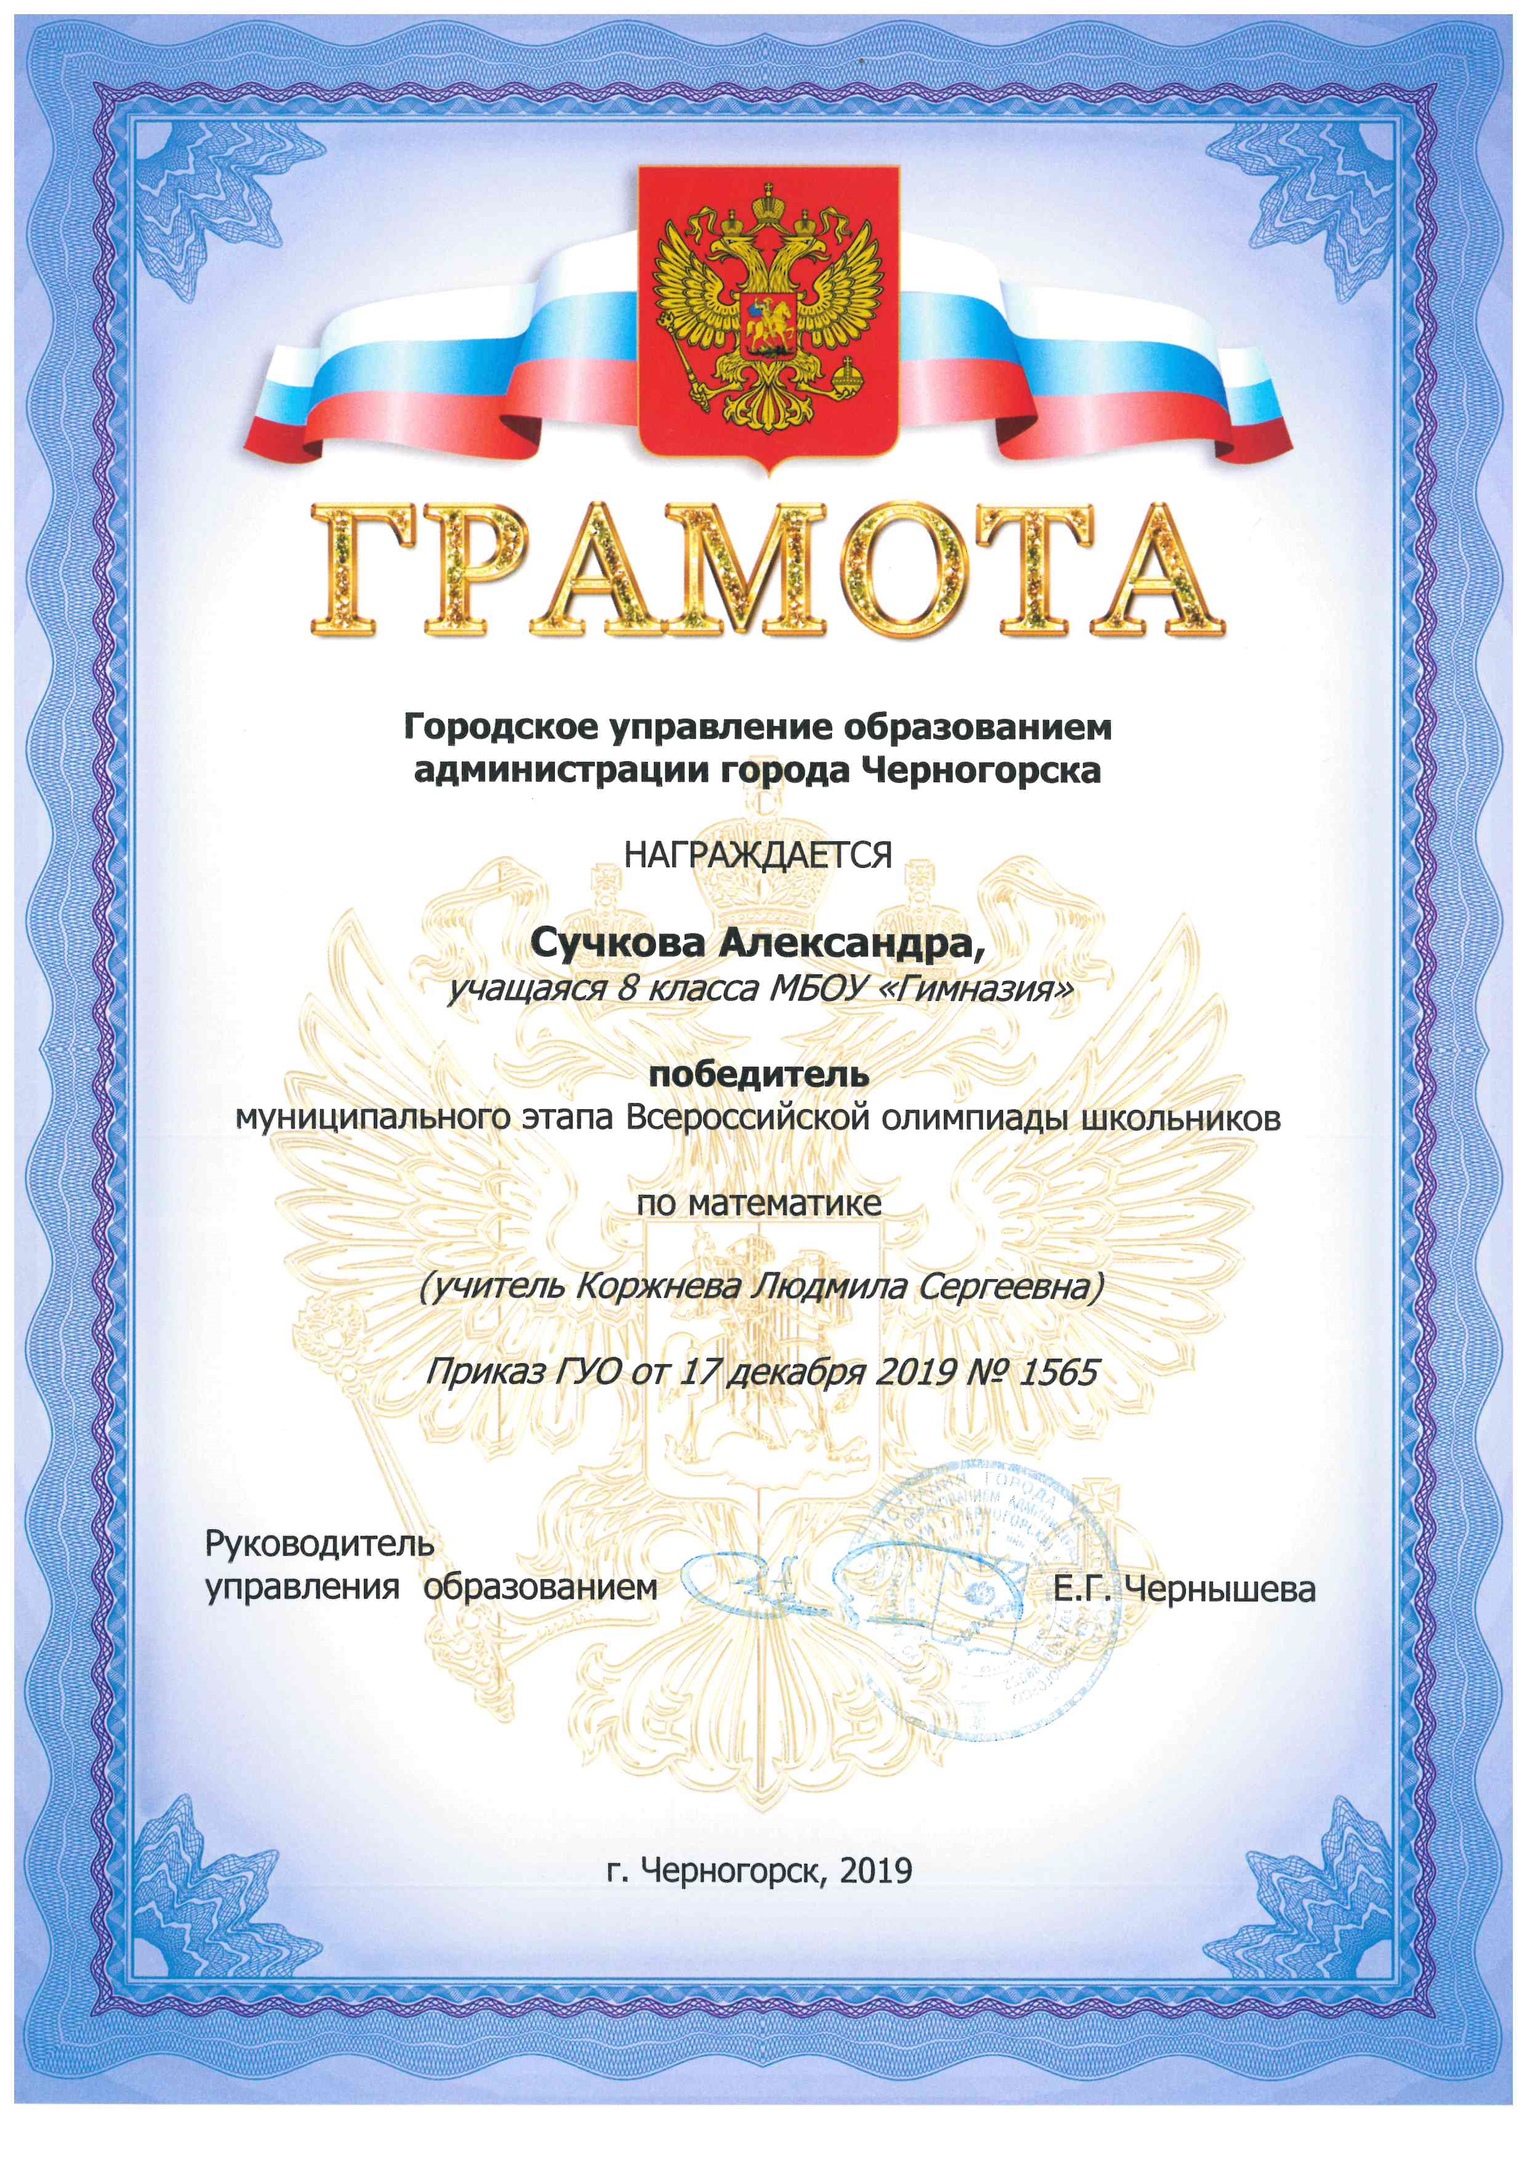 ГРАМОТА
Городское управление образованием
администрации города Черногорска
НАГРАЖДАЕТСЯ
Сучкова Александра,
учащаяся 8 класса МБОУ «Гимназия»
победитель
муниципального этапа Всероссийской олимпиады школьников
по математике
(учитель Коржнева Людмила Сергеевна)
Приказ ГУО от 17 декабря 2019 № 1565
Руководитель
управления образованием Е.Г. Чернышева
г. Черногорск, 2019